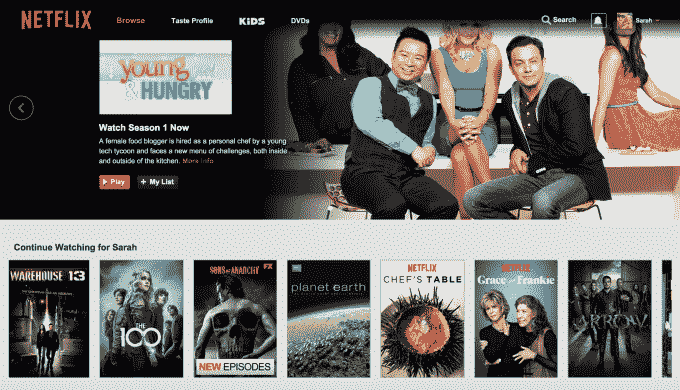 NETFLIX
Browse
Taste Profile
KiDS
DVDs
Search
Sarah
young
& HUNGRY
Watch Season 1 Now
A female food blogger is hired as a personal chef by a young
tech tycoon and faces a new menu of challenges, both inside
and outside of the kitchen. More Info
Play
+ My List
Continue Watching for Sarah
WAREHOUSE 13
THE
100
SONS OF ANARCHY FX
NEW EPISODES
planet earth
NETFLIX
CHEF'S TABLE
NETFLIX
Grace and Frankie
ARROW